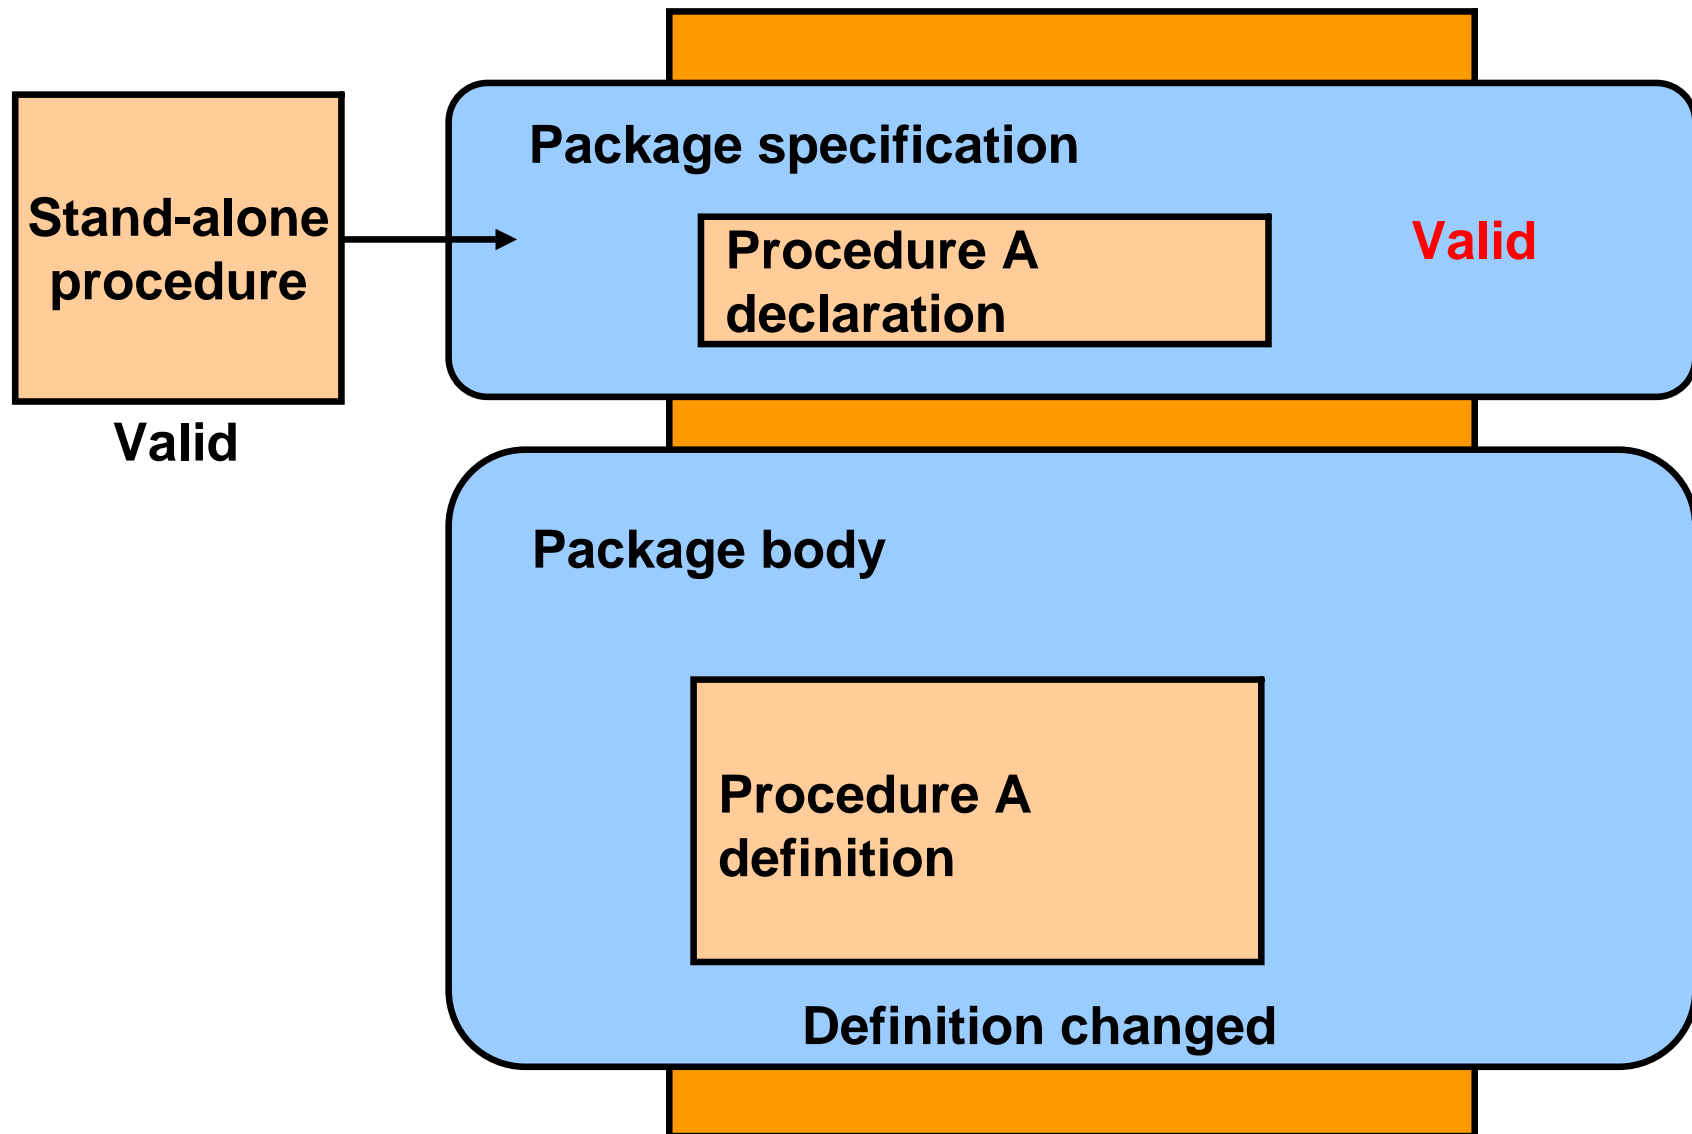 Package specification
Stand-alone
procedure
Procedure A
declaration
Valid
Valid
Package body
Procedure A
definition
Definition changed